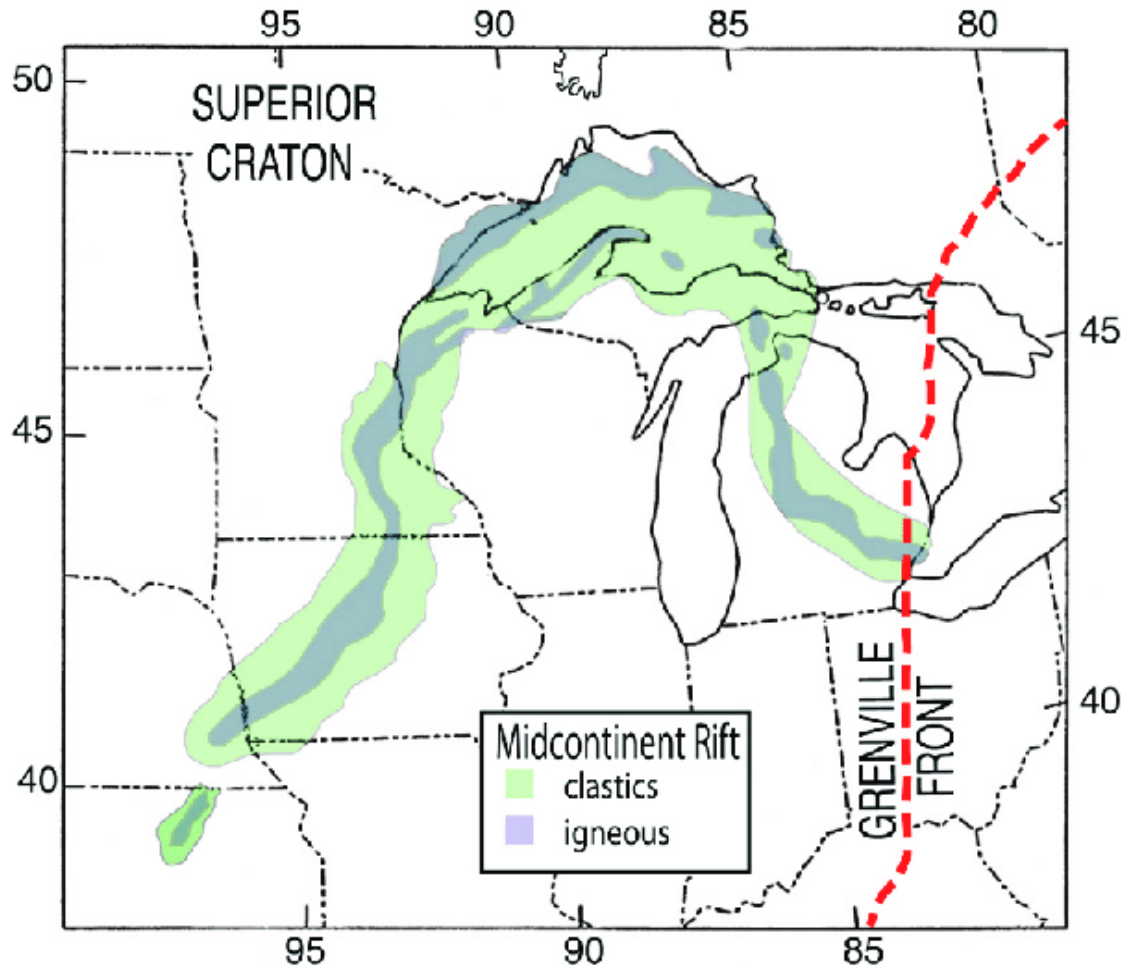 95
90
85
80
50
SUPERIOR
CRATON
45
45
40
40
Midcontinent Rift
clastics
igneous
GRENVILLE
FRONT
95
90
85